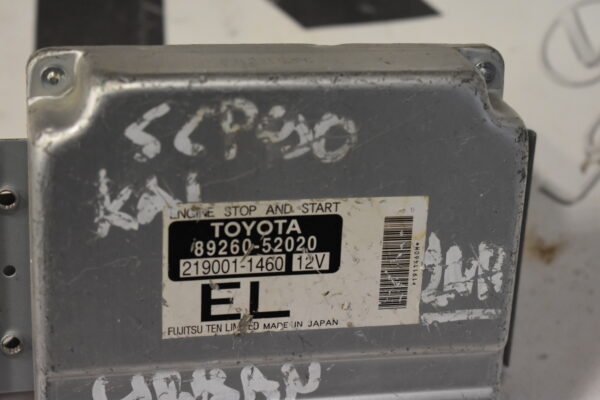 SCP90
ENGINE STOP AND START
TOYOTA
89260-52020
219001-1460 12V
EL
FUJITSU TEN LIMITED MADE IN JAPAN